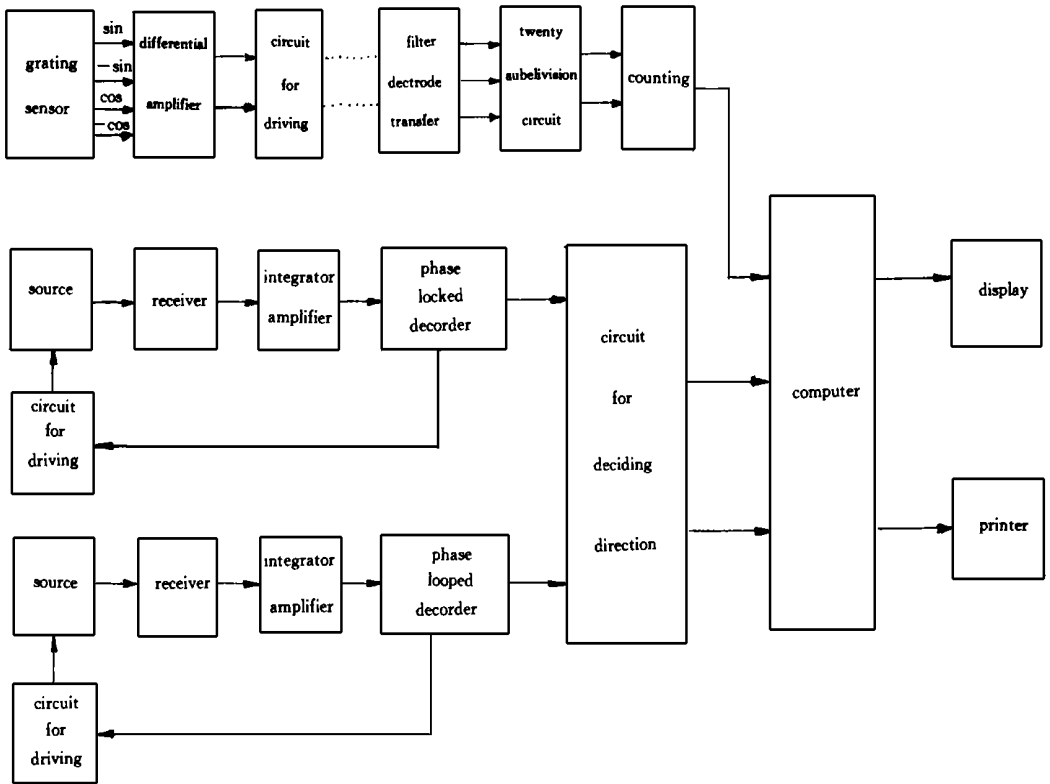 grating
sensor
sin
— sin
cos
— cos
differential
amplifier
circuit
for
driving
filter
dectrode
transfer
twenty
aubelivision
circuit
counting
source
receiver
integrator
amplifier
phase
locked
decorder
circuit
for
driving
source
receiver
integrator
amplifier
phase
looped
decorder
circuit
for
driving
circuit
for
deciding
direction
computer
display
printer